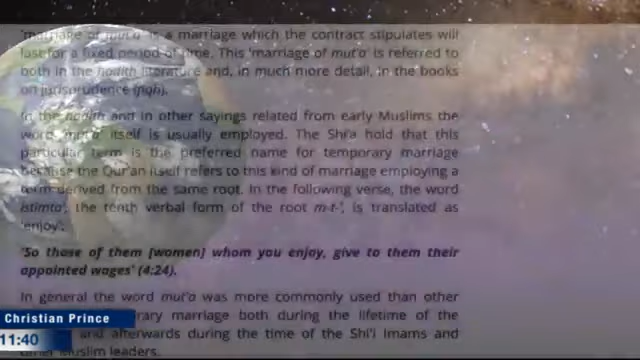 'marriage of mut'a' is a marriage which the contract stipulates will
last for a fixed period of time. This 'marriage of mut'a' is referred to
both in the hadith literature and, in much more detail, in the books
on jurisprudence (fiqh).
In the hadith and in other sayings related from early Muslims the
word 'mut'a' itself is usually employed. The Shi'a hold that this
particular term is the preferred name for temporary marriage
because the Qur'an itself refers to this kind of marriage employing a
term derived from the same root. In the following verse, the word
istimta', the tenth verbal form of the root m-t-', is translated as
'enjoy':
'So those of them [women] whom you enjoy, give to them their
appointed wages' (4:24).
In general the word mut'a was more commonly used than other
rary marriage both during the lifetime of the
and afterwards during the time of the Shi'i Imams and
other Muslim leaders.
Christian Prince
11:40